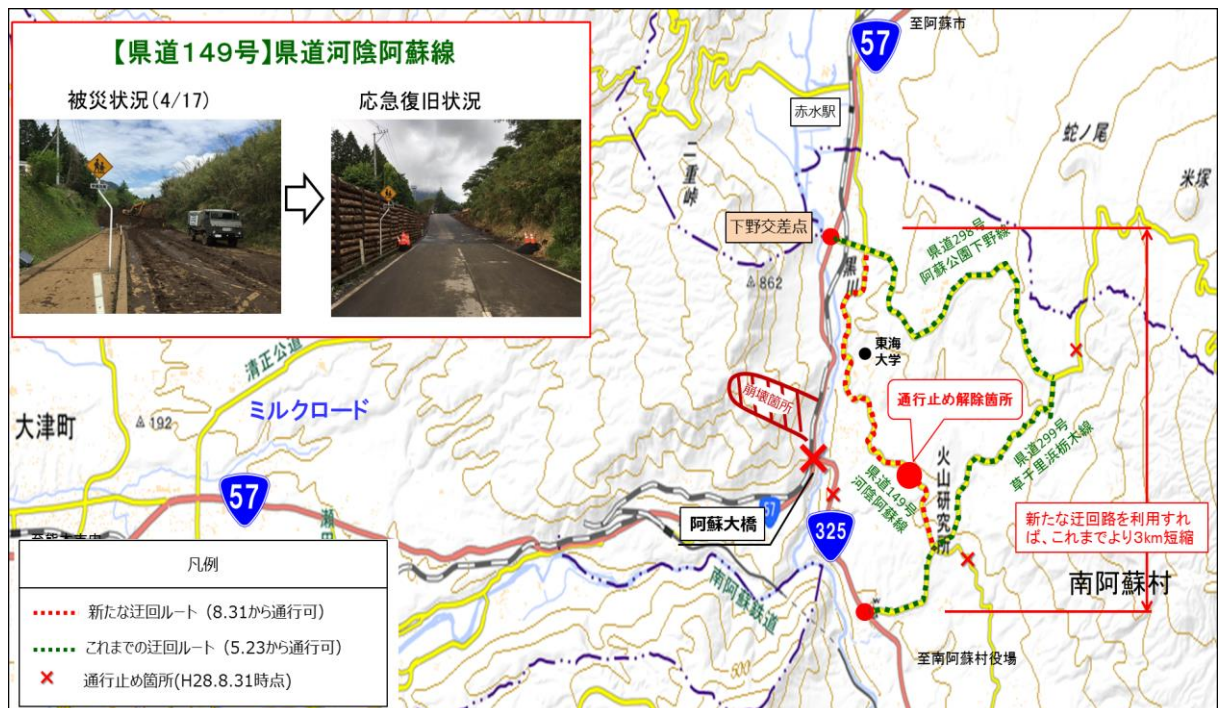 【県道149号】県道河陰阿蘇線
被災状況(4/17)
応急復旧状況
至阿蘇市
57
赤水駅
蛇ノ尾
米塚
二重峠
下野交差点
県道298号
阿蘇公園下野線
黒川
862
東海
大学
清正公道
ミルクロード
大津町
192
崩壊箇所
通行止め解除箇所
県道299号
草千里浜栃木線
火山研究所
県道149号
河陰阿蘇線
57
57
阿蘇大橋
325
新たな迂回路を利用すれ
ば、これまでより3km短縮
南阿蘇村
南阿蘇鉄道
至南阿蘇村役場
500
凡例
新たな迂回ルート（8.31から通行可）
これまでの迂回ルート（5.23から通行可）
通行止め箇所(H28.8.31時点)